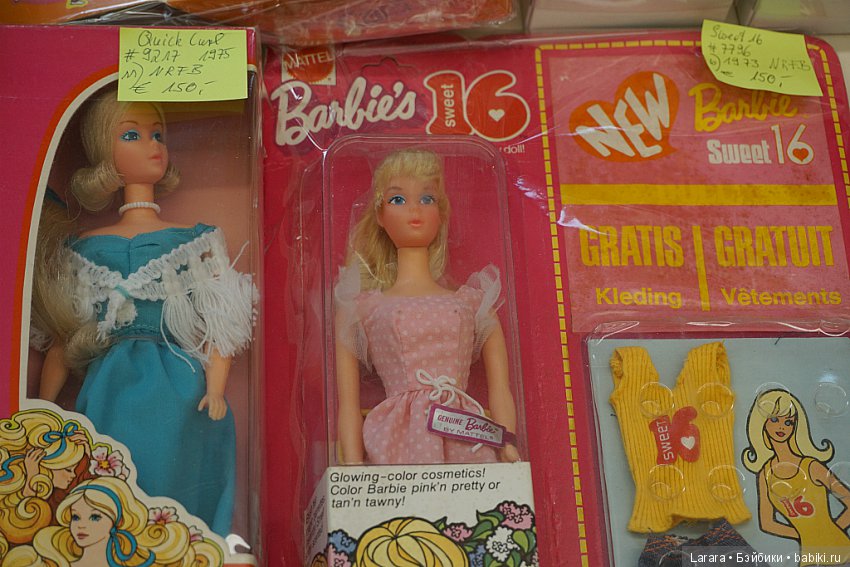 Quick Curl
# 9217 1975
M) NRFB
€ 150,-
MATTEL
Barbie's
sweet
16
doll!
GENUINE Barbie™
BY MATTEL®
Glowing-color cosmetics!
Color Barbie pink'n pretty or
tan'n tawny!
Sweet 16
# 7796
1973 NRFB
€ 150,-
NEW
Barbie
Sweet 16
GRATIS | GRATUIT
Kleding | Vêtements
sweet
16
16
Larara • Бэйбики • babiki.ru